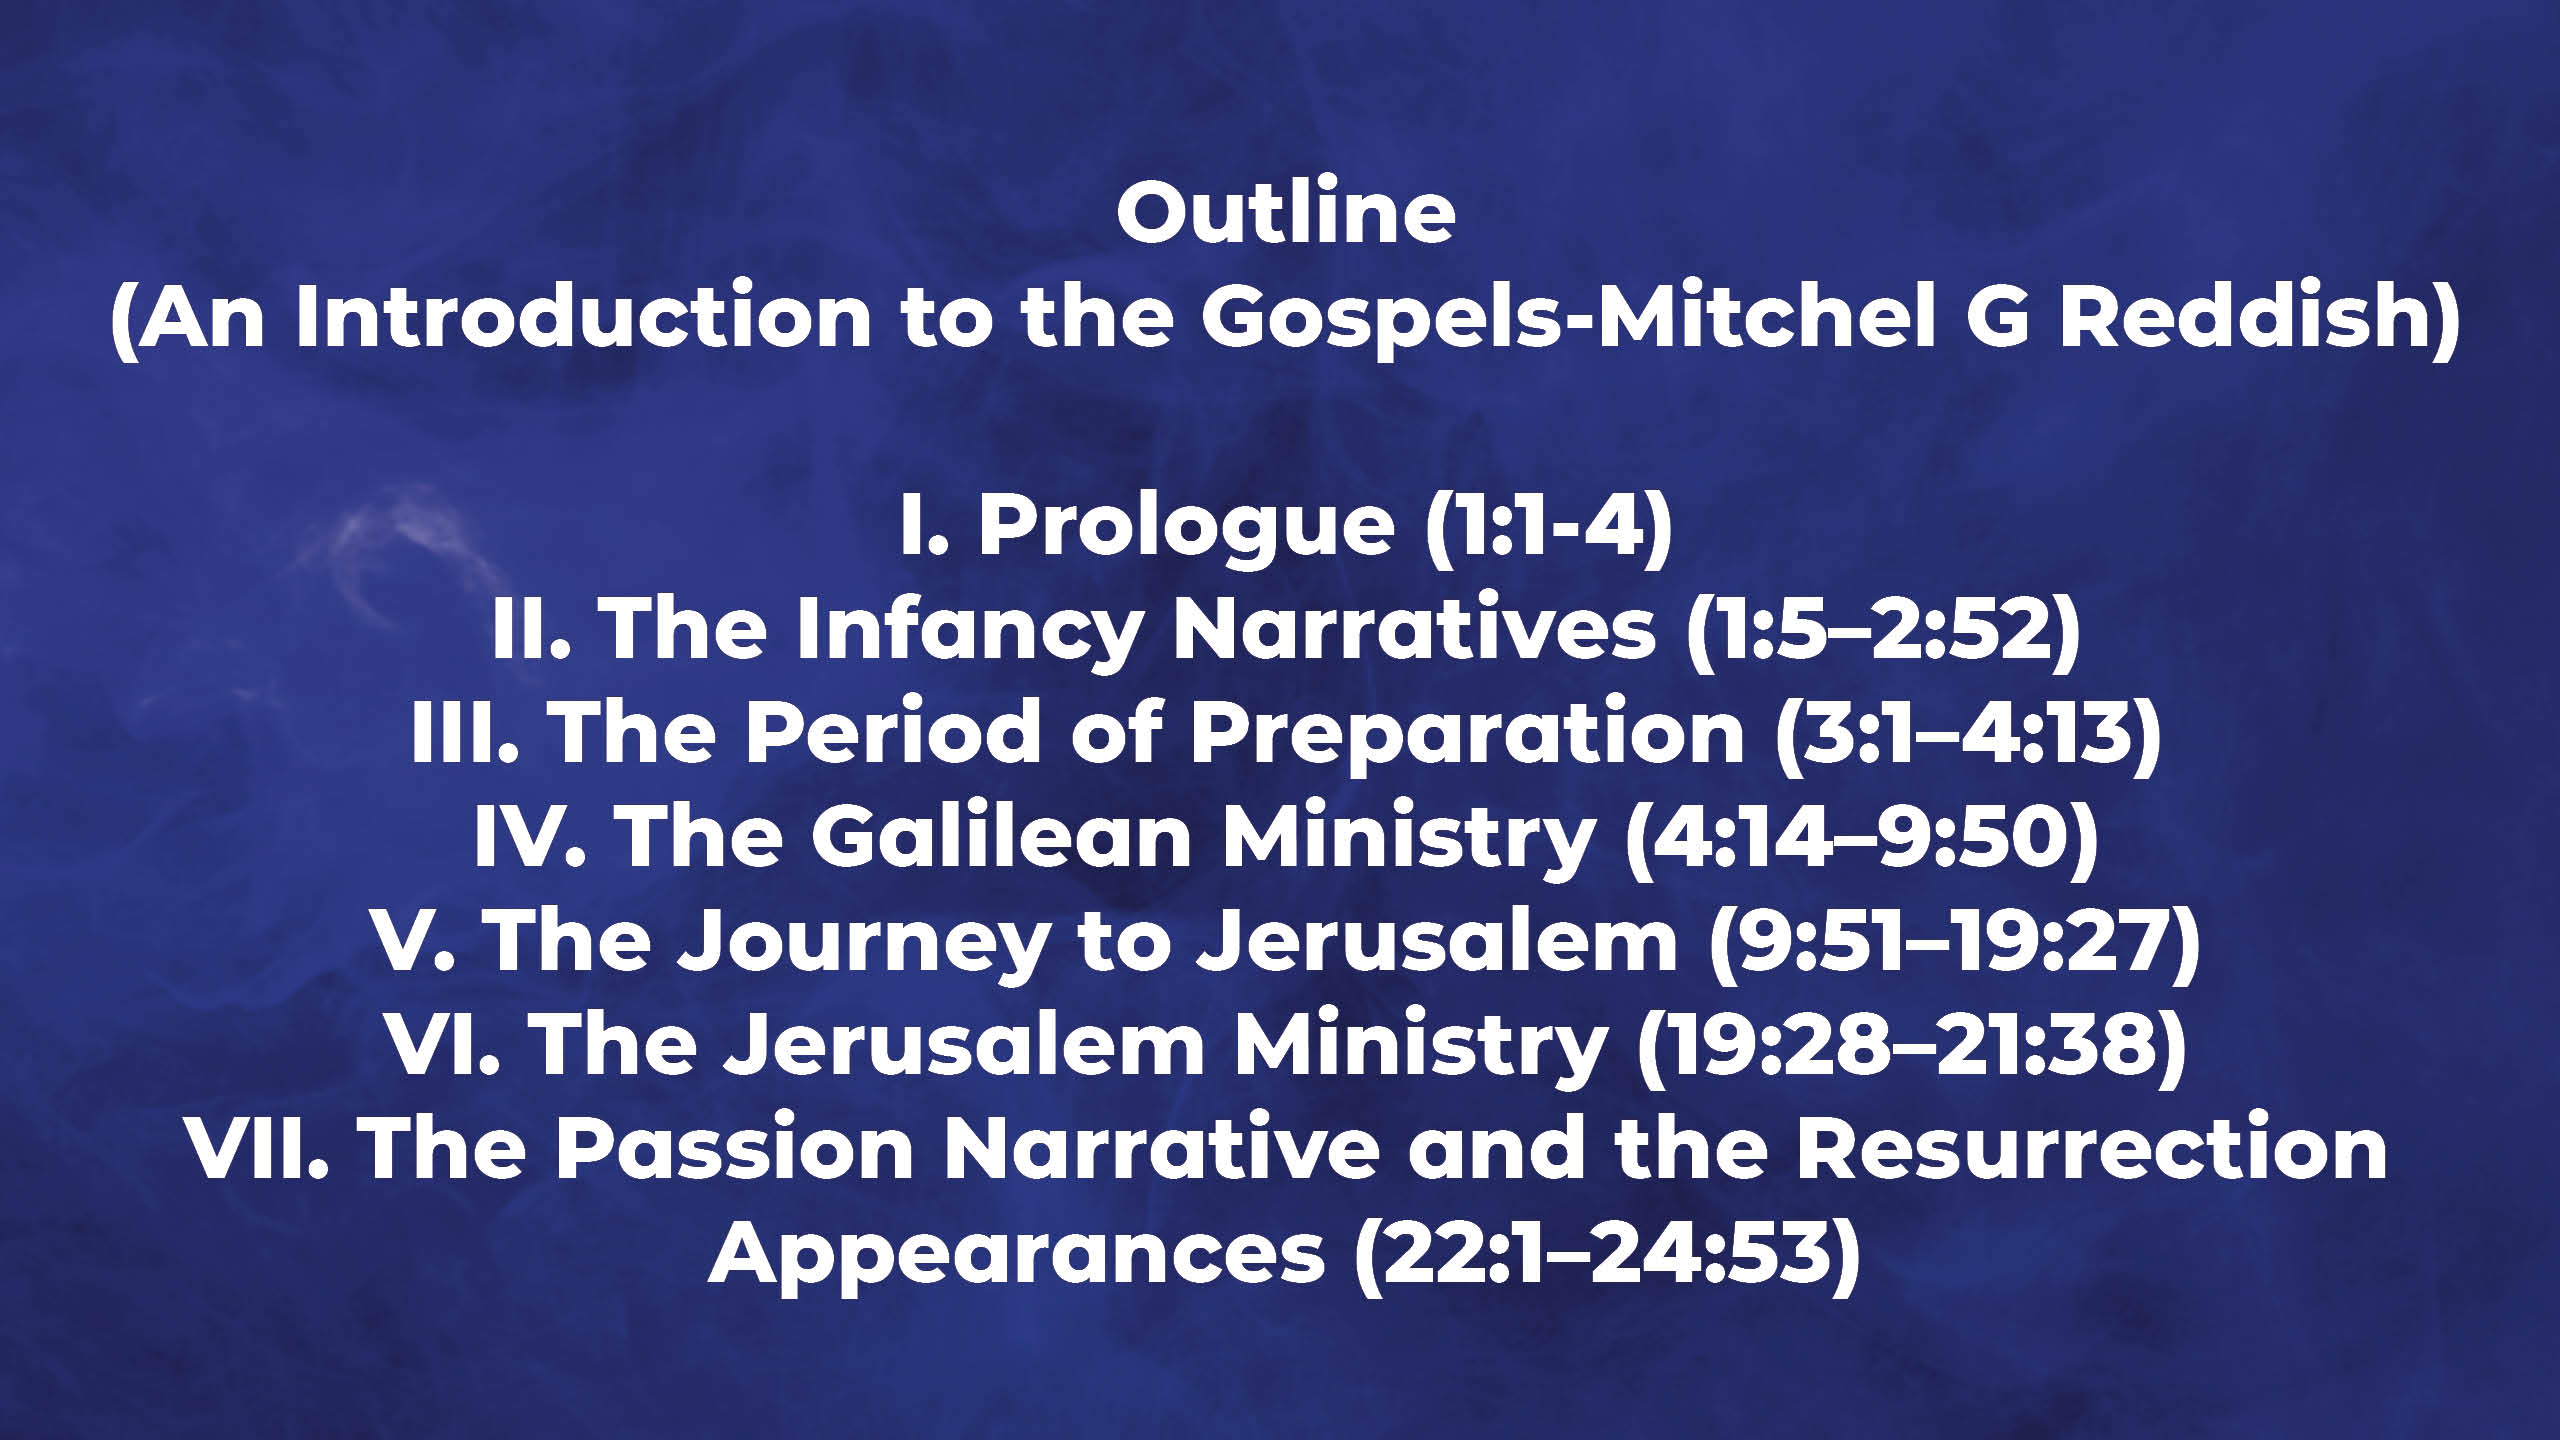 Outline
(An Introduction to the Gospels-Mitchel G Reddish)
I. Prologue (1:1-4)
II. The Infancy Narratives (1:5–2:52)
III. The Period of Preparation (3:1–4:13)
IV. The Galilean Ministry (4:14–9:50)
V. The Journey to Jerusalem (9:51–19:27)
VI. The Jerusalem Ministry (19:28–21:38)
VII. The Passion Narrative and the Resurrection
Appearances (22:1–24:53)